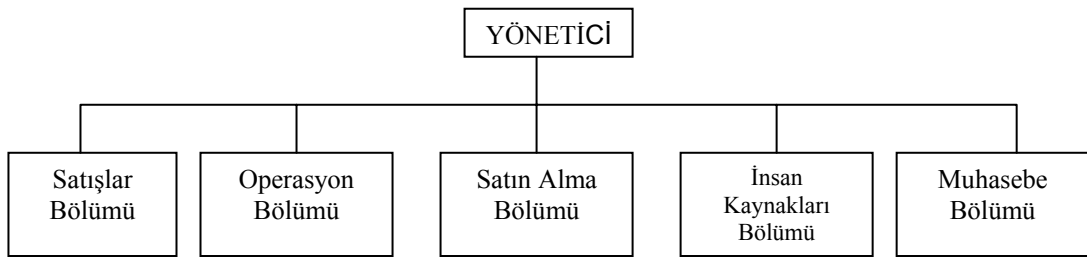 YÖNETİCİ
Satışlar
Bölümü
Operasyon
Bölümü
Satın Alma
Bölümü
İnsan
Kaynakları
Bölümü
Muhasebe
Bölümü